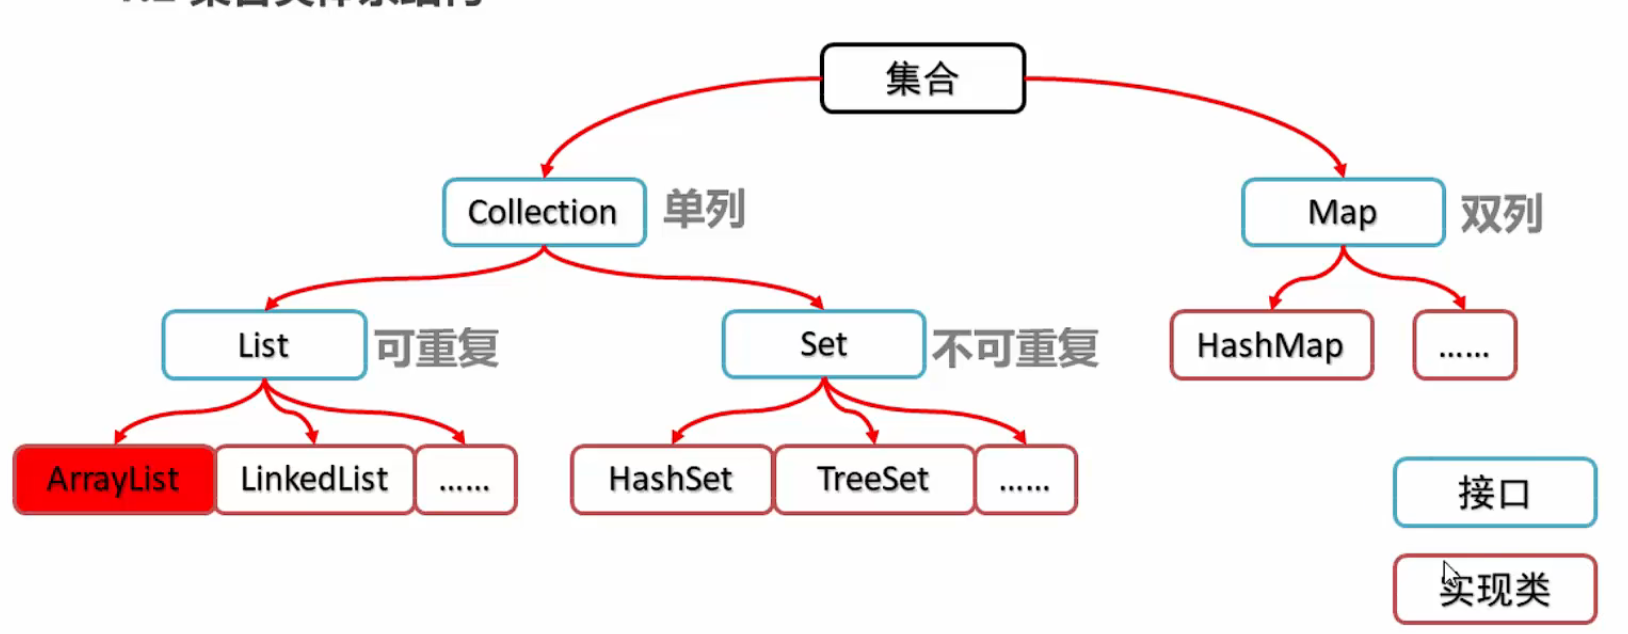 集合
Collection 单列
Map 双列
List 可重复
Set 不可重复
HashMap
......
ArrayList
LinkedList
......
HashSet
TreeSet
......
接口
实现类